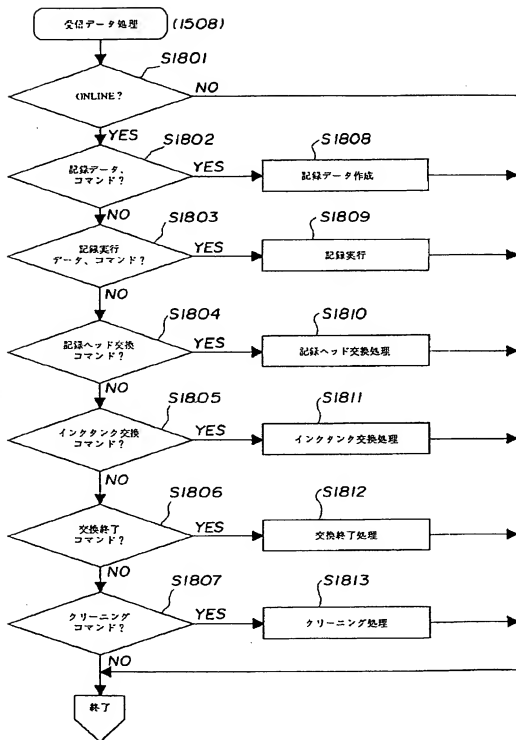 受信データ処理
(1508)
S1801
ONLINE?
NO
YES
S1802
記録データ、
コマンド?
YES
S1808
記録データ作成
NO
S1803
記録実行
データ、コマンド?
YES
S1809
記録実行
NO
S1804
記録ヘッド交換
コマンド?
YES
S1810
記録ヘッド交換処理
NO
S1805
インクタンク交換
コマンド?
YES
S1811
インクタンク交換処理
NO
S1806
交換終了
コマンド?
YES
S1812
交換終了処理
NO
S1807
クリーニング
コマンド?
YES
S1813
クリーニング処理
NO
終了